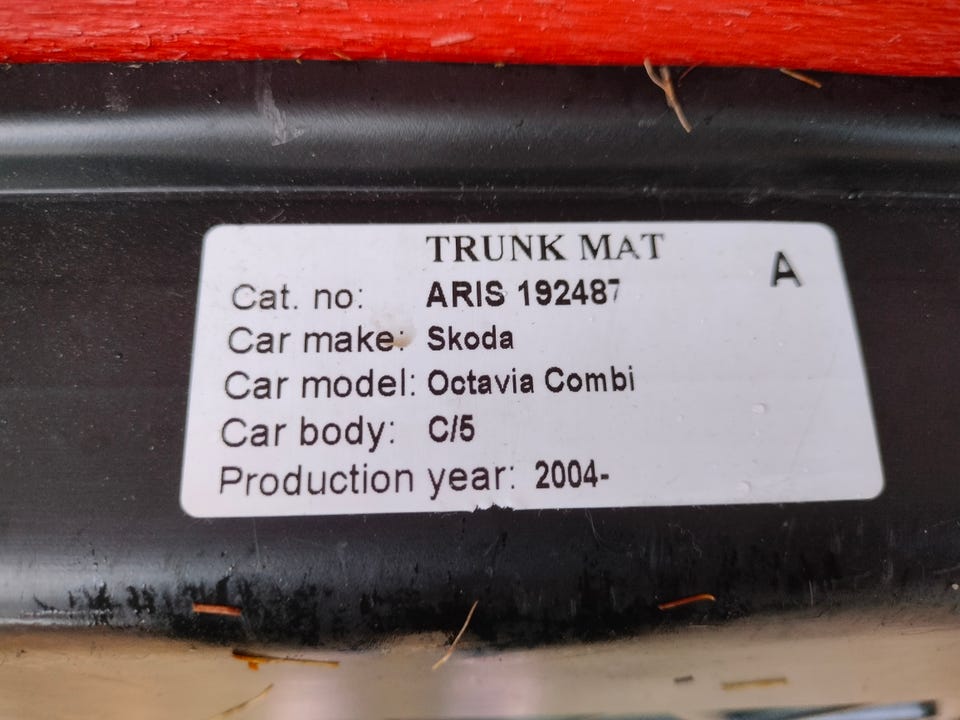 TRUNK MAT
A
Cat. no: ARIS 192487
Car make: Skoda
Car model: Octavia Combi
Car body: C/5
Production year: 2004-